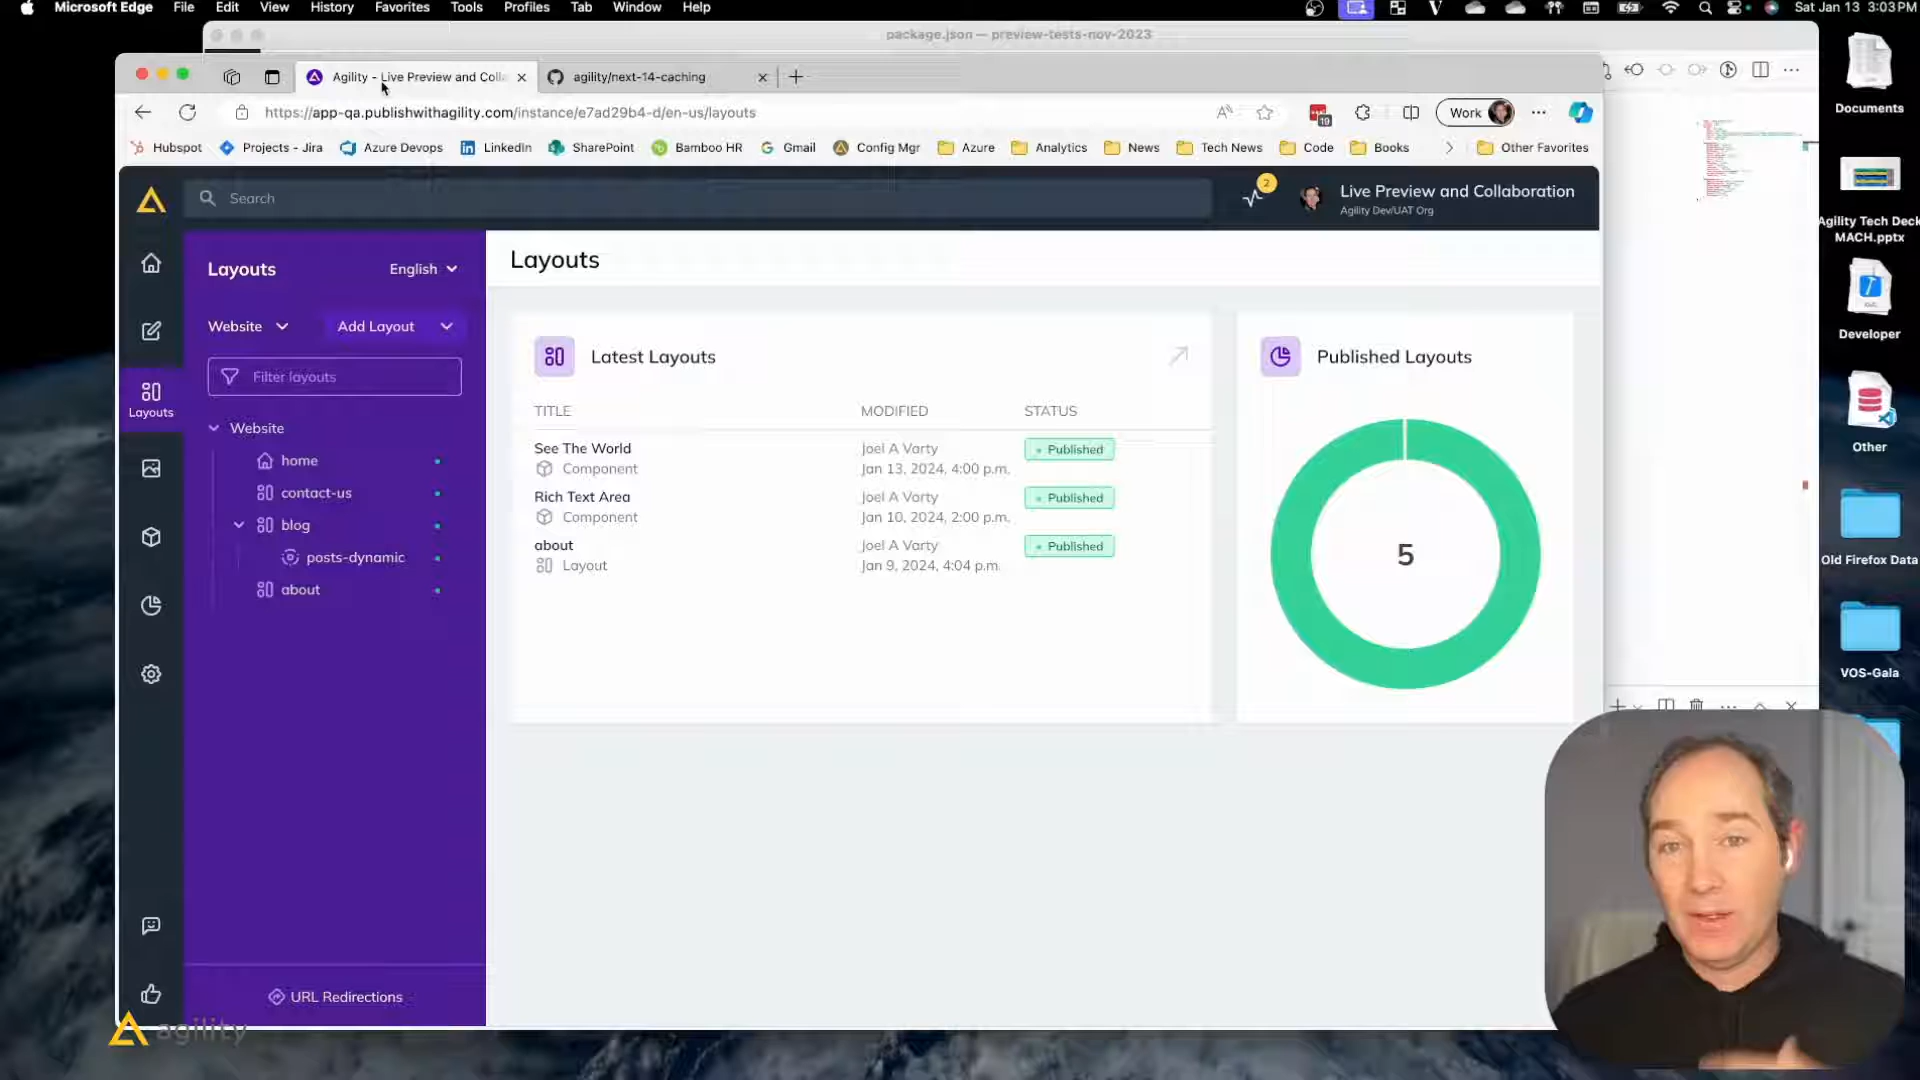 Microsoft Edge File Edit View History Favorites Tools Profiles Tab Window Help Sat Jan 13 3:03 PM
package.json — preview-tests-nov-2023
Agility - Live Preview and Colla agility/next-14-caching
https://app-qa.publishwithagility.com/instance/e7ad29b4-d/en-us/layouts 19 Work
Hubspot Projects - Jira Azure Devops LinkedIn SharePoint Bamboo HR Gmail Config Mgr Azure Analytics News Tech News Code Books Other Favorites
Search 2 Live Preview and Collaboration
Agility Dev/UAT Org
Layouts English
Website Add Layout
Filter layouts
Layouts
Website
home
contact-us
blog
posts-dynamic
about
URL Redirections
Layouts
Latest Layouts
TITLE MODIFIED STATUS
See The World Joel A Varty Published
Component Jan 13, 2024, 4:00 p.m.
Rich Text Area Joel A Varty Published
Component Jan 10, 2024, 2:00 p.m.
about Joel A Varty Published
Layout Jan 9, 2024, 4:04 p.m.
Published Layouts
5
Documents
Agility Tech Deck
MACH.pptx
Developer
Other
Old Firefox Data
VOS-Gala
agility